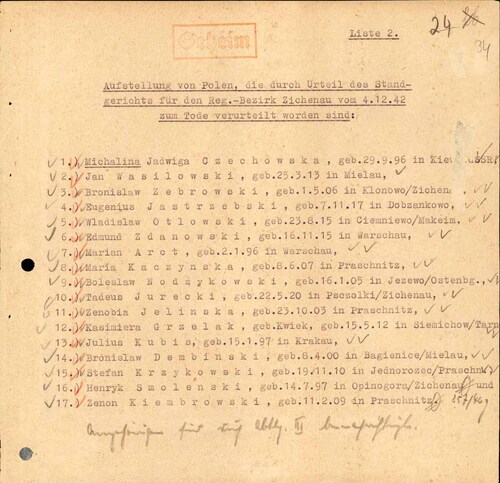 24
34
Geheim
Liste 2.
Aufstellung von Polen, die durch Urteil des Stand-
gerichts für den Reg.-Bezirk Zichenau vom 4.12.42
zum Tode verurteilt worden sind:
1.) Michalina Jadwiga Czechowska, geb.29.9.96 in Kiew/UdSSR
2.) Jan Wasilowski, geb.25.3.13 in Mielau,
3.) Bronislaw Zebrowski, geb.1.5.06 in Klonowo/Zichena
4.) Eugenius Jastrzebski, geb.7.11.17 in Dobzankowo,
5.) Wladislaw Otlowski, geb.23.8.15 in Ciemniewo/Makeim.
6.) Edmund Zdanowski, geb.16.11.15 in Warschau,
7.) Marian Arct, geb.2.1.96 in Warschau,
8.) Maria Kaczynska, geb.8.6.07 in Praschnitz,
9.) Boleslaw Nodzykowski, geb.16.1.05 in Jezewo/Ostenbg.
10.) Tadeus Jurecki, geb.22.5.20 in Pszolki/Zichenau,
11.) Zenobia Jelinska, geb.23.10.03 in Praschnitz,
12.) Kasimiera Grzelak, geb.Kwiek, 15.5.12 in Siemichow/Tarn
13.) Julius Kubis, 15.1.97 in Krakau,
14.) Bronislaw Dembinski, geb.8.4.00 in Bagienice/Mielau,
15.) Stefan Krzykowski, geb.19.11.10 in Jednorozec/Praschn
16.) Henryk Smolenski, geb.14.7.97 in Opinogora/Zichenau und
17.) Zenon Kiembrowski, geb.11.2.09 in Praschnitz.
für